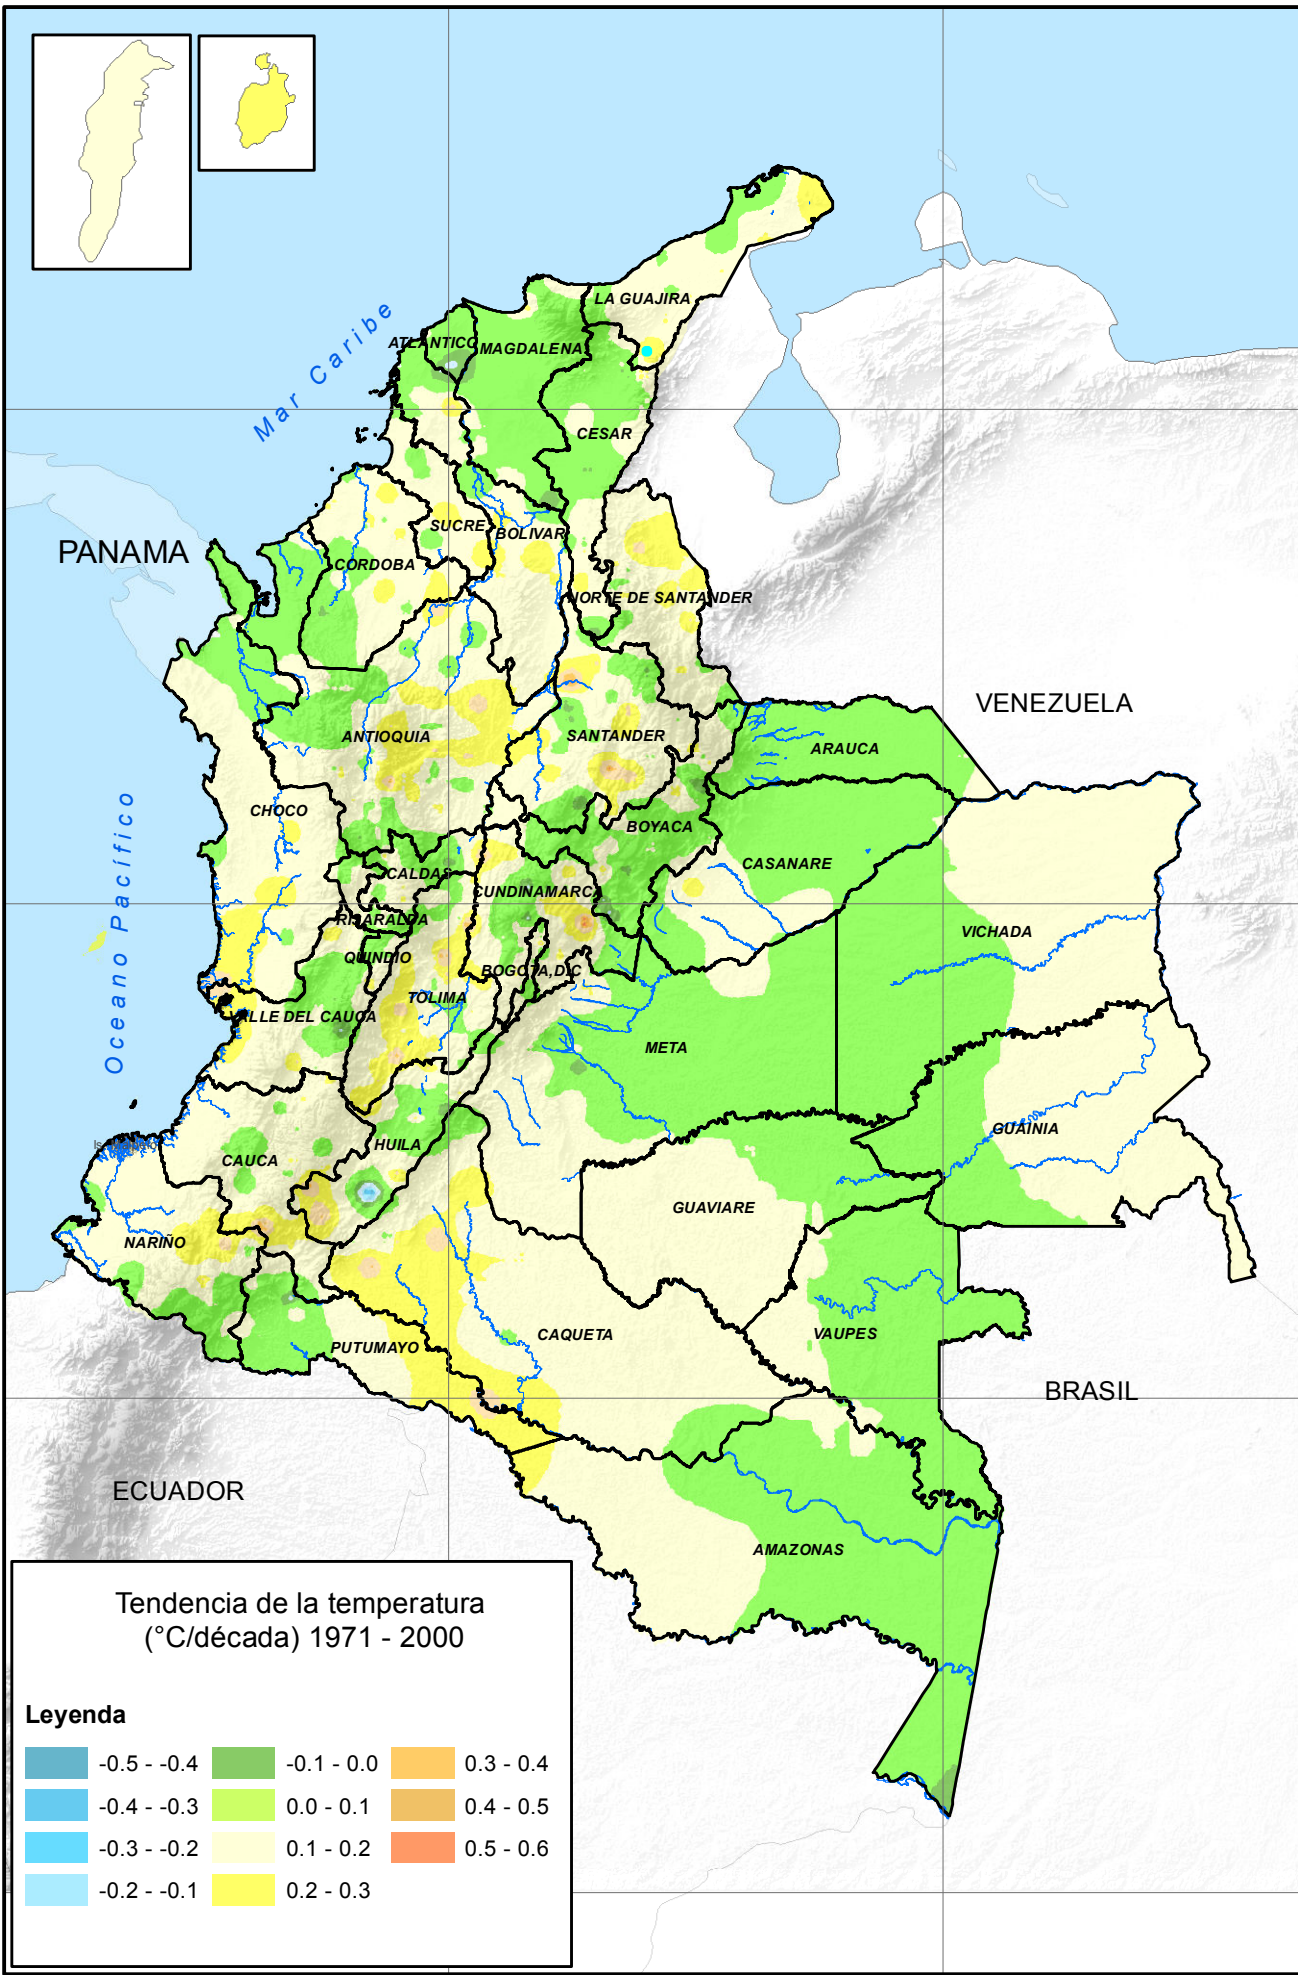 Mar Caribe
LA GUAJIRA
ATLANTICO
MAGDALENA
CESAR
PANAMA
SUCRE
BOLIVAR
CORDOBA
NORTE DE SANTANDER
VENEZUELA
ANTIOQUIA
SANTANDER
ARAUCA
Oceano Pacífico
CHOCO
BOYACA
CASANARE
CALDAS
CUNDINAMARCA
RISARALDA
VICHADA
QUINDIO
BOGOTA,D.C
TOLIMA
VALLE DEL CAUCA
META
GUAINIA
HUILA
CAUCA
GUAVIARE
NARIÑO
CAQUETA
VAUPES
PUTUMAYO
BRASIL
ECUADOR
AMAZONAS
Tendencia de la temperatura
(°C/década) 1971 - 2000
Leyenda
-0.5 - -0.4
-0.4 - -0.3
-0.3 - -0.2
-0.2 - -0.1
-0.1 - 0.0
0.0 - 0.1
0.1 - 0.2
0.2 - 0.3
0.3 - 0.4
0.4 - 0.5
0.5 - 0.6